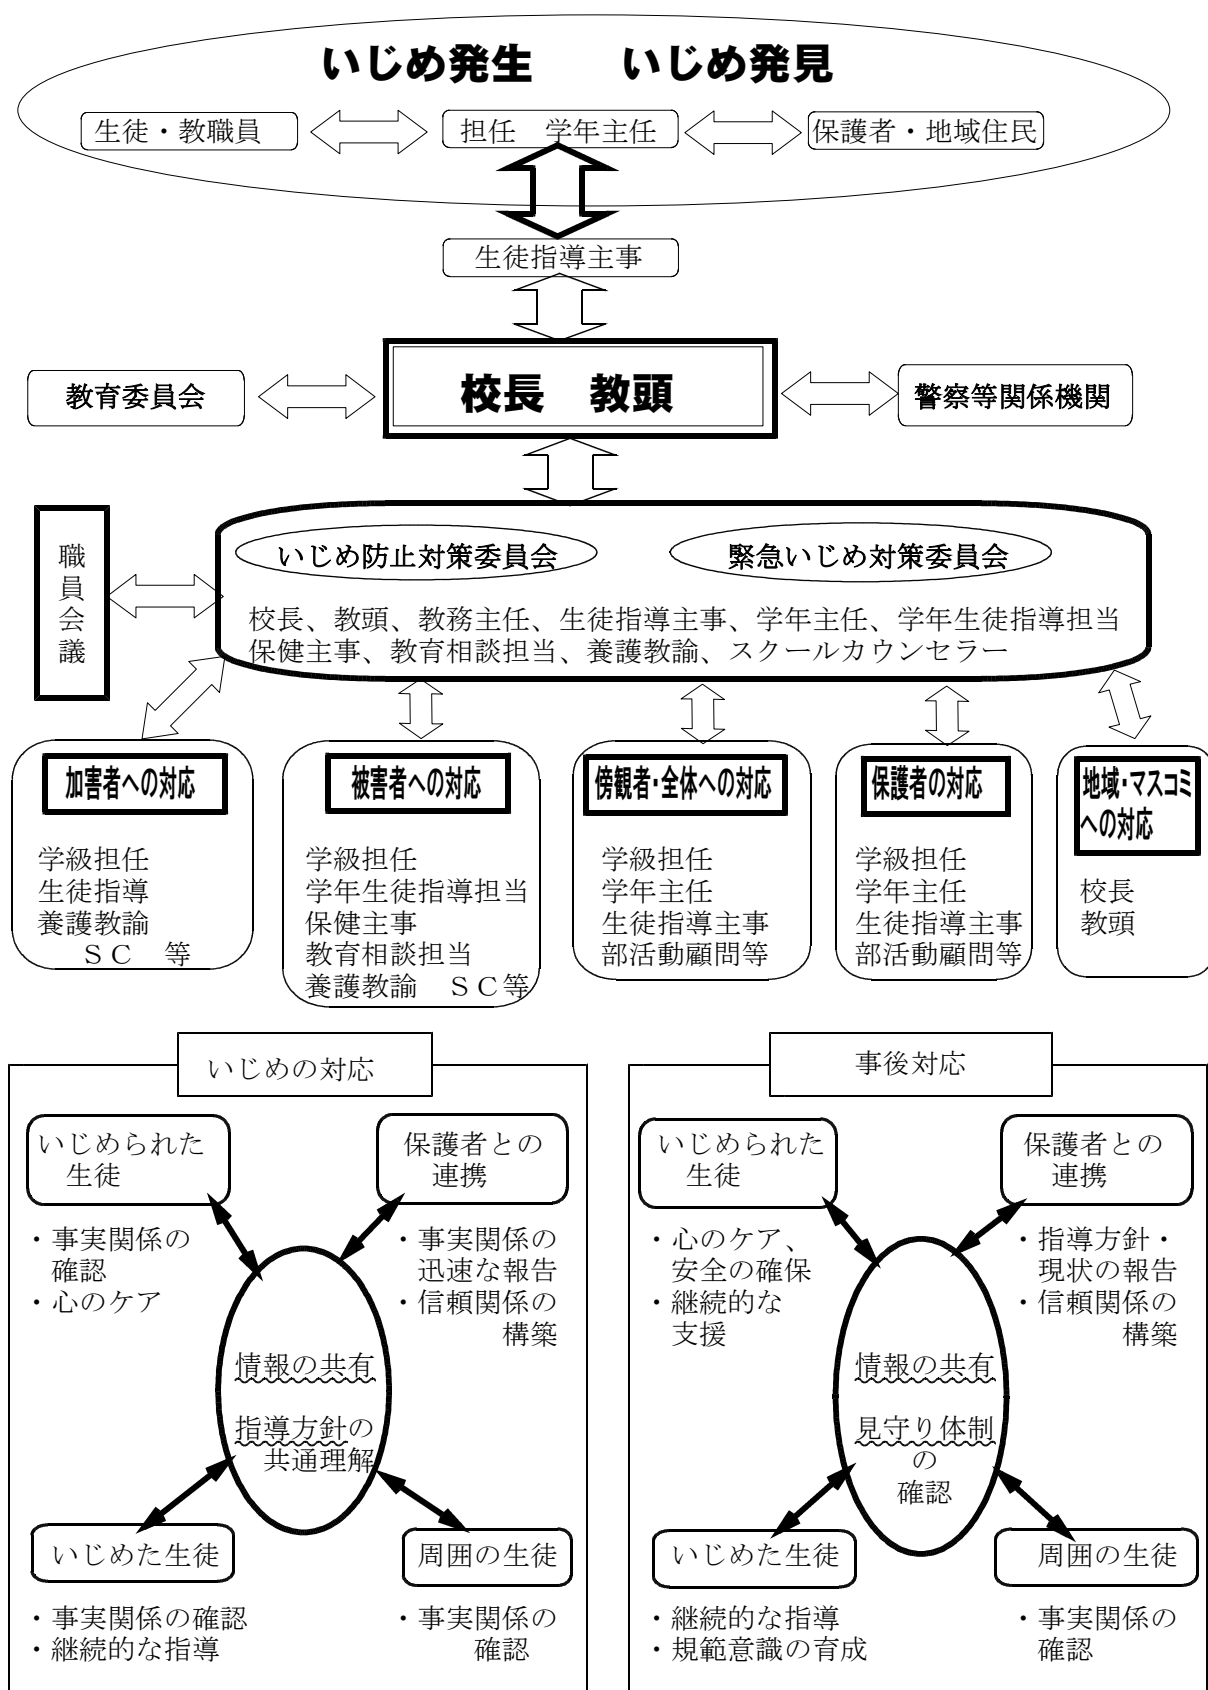 いじめ発生　いじめ発見
生徒・教職員
担任　学年主任
保護者・地域住民
生徒指導主事
教育委員会
校長　教頭
警察等関係機関
職員会議
いじめ防止対策委員会
緊急いじめ対策委員会
校長、教頭、教務主任、生徒指導主事、学年主任、学年生徒指導担当
保健主事、教育相談担当、養護教諭、スクールカウンセラー
加害者への対応
学級担任
生徒指導
養護教諭
ＳＣ　等
被害者への対応
学級担任
学年生徒指導担当
保健主事
教育相談担当
養護教諭　ＳＣ等
傍観者・全体への対応
学級担任
学年主任
生徒指導主事
部活動顧問等
保護者の対応
学級担任
学年主任
生徒指導主事
部活動顧問等
地域・マスコミ
への対応
校長
教頭
いじめの対応
いじめられた
生徒
・事実関係の
確認
・心のケア
保護者との
連携
・事実関係の
迅速な報告
・信頼関係の
構築
情報の共有
指導方針の
共通理解
いじめた生徒
・事実関係の確認
・継続的な指導
周囲の生徒
・事実関係の
確認
事後対応
いじめられた
生徒
・心のケア、
安全の確保
・継続的な
支援
保護者との
連携
・指導方針・
現状の報告
・信頼関係の
構築
情報の共有
見守り体制
の
確認
いじめた生徒
・継続的な指導
・規範意識の育成
周囲の生徒
・事実関係の
確認